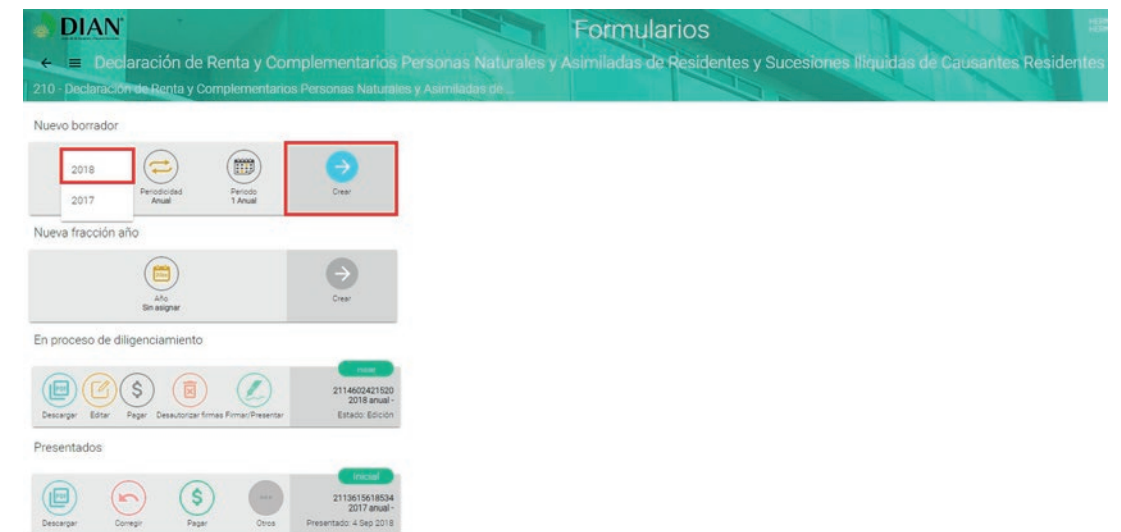 DIAN
Formularios
Declaración de Renta y Complementarios Personas Naturales y Asimiladas de Residentes y Sucesiones Ilíquidas de Causantes Residentes
210 - Declaración de Renta y Complementarios Personas Naturales y Asimiladas de...
Nuevo borrador
2018
2017
Periodicidad
Anual
Periodo
1 Anual
Crear
Nueva fracción año
Año
Sin asignar
Crear
En proceso de diligenciamiento
Descargar
Editar
Pagar
Desautorizar firmas
Firmar/Presentar
2114602421520
2018 anual -
Estado: Edición
Presentados
Descargar
Corregir
Pagar
Otros
Inicial
2113615618534
2017 anual -
Presentado: 4 Sep 2018